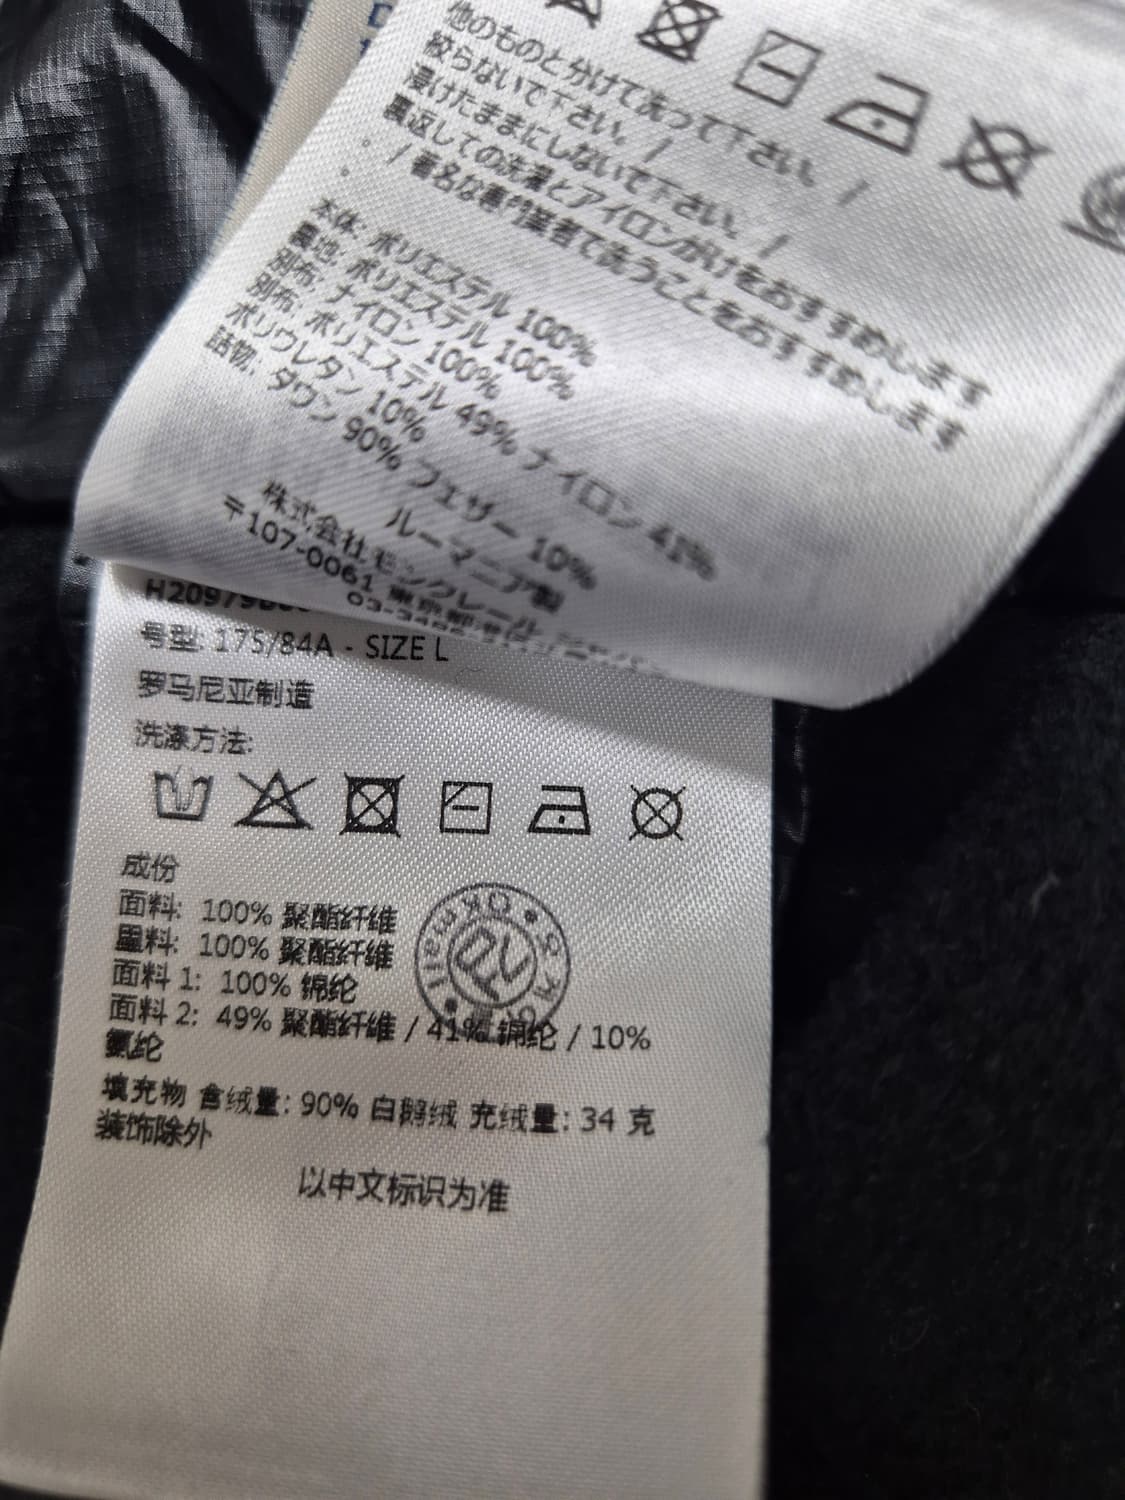 他のものと分けて洗って下さい。 /
絞らないで下さい。 /
浸けたままにしないで下さい。 /
裏返しての洗濯とアイロンがけをおすすめします
。 / 著名な専門業者で洗うことをおすすめします
。
本体: ポリエステル 100%
裏地: ポリエステル 100%
別布: ナイロン 100%
別布: ポリエステル 49% ナイロン 41%
ポリウレタン 10%
詰物: ダウン 90% フェザー 10%
ルーマニア製
株式会社 モンクレール
〒107-0061 東京都港区
号型: 175/84A - SIZE L
罗马尼亚制造
洗涤方法:
成份
面料: 100% 聚酯纤维
里料: 100% 聚酯纤维
面料 1: 100% 锦纶
面料 2: 49% 聚酯纤维 / 41% 锦纶 / 10%
氨纶
填充物 含绒量: 90% 白鹅绒 充绒量: 34 克
装饰除外
以中文标识为准